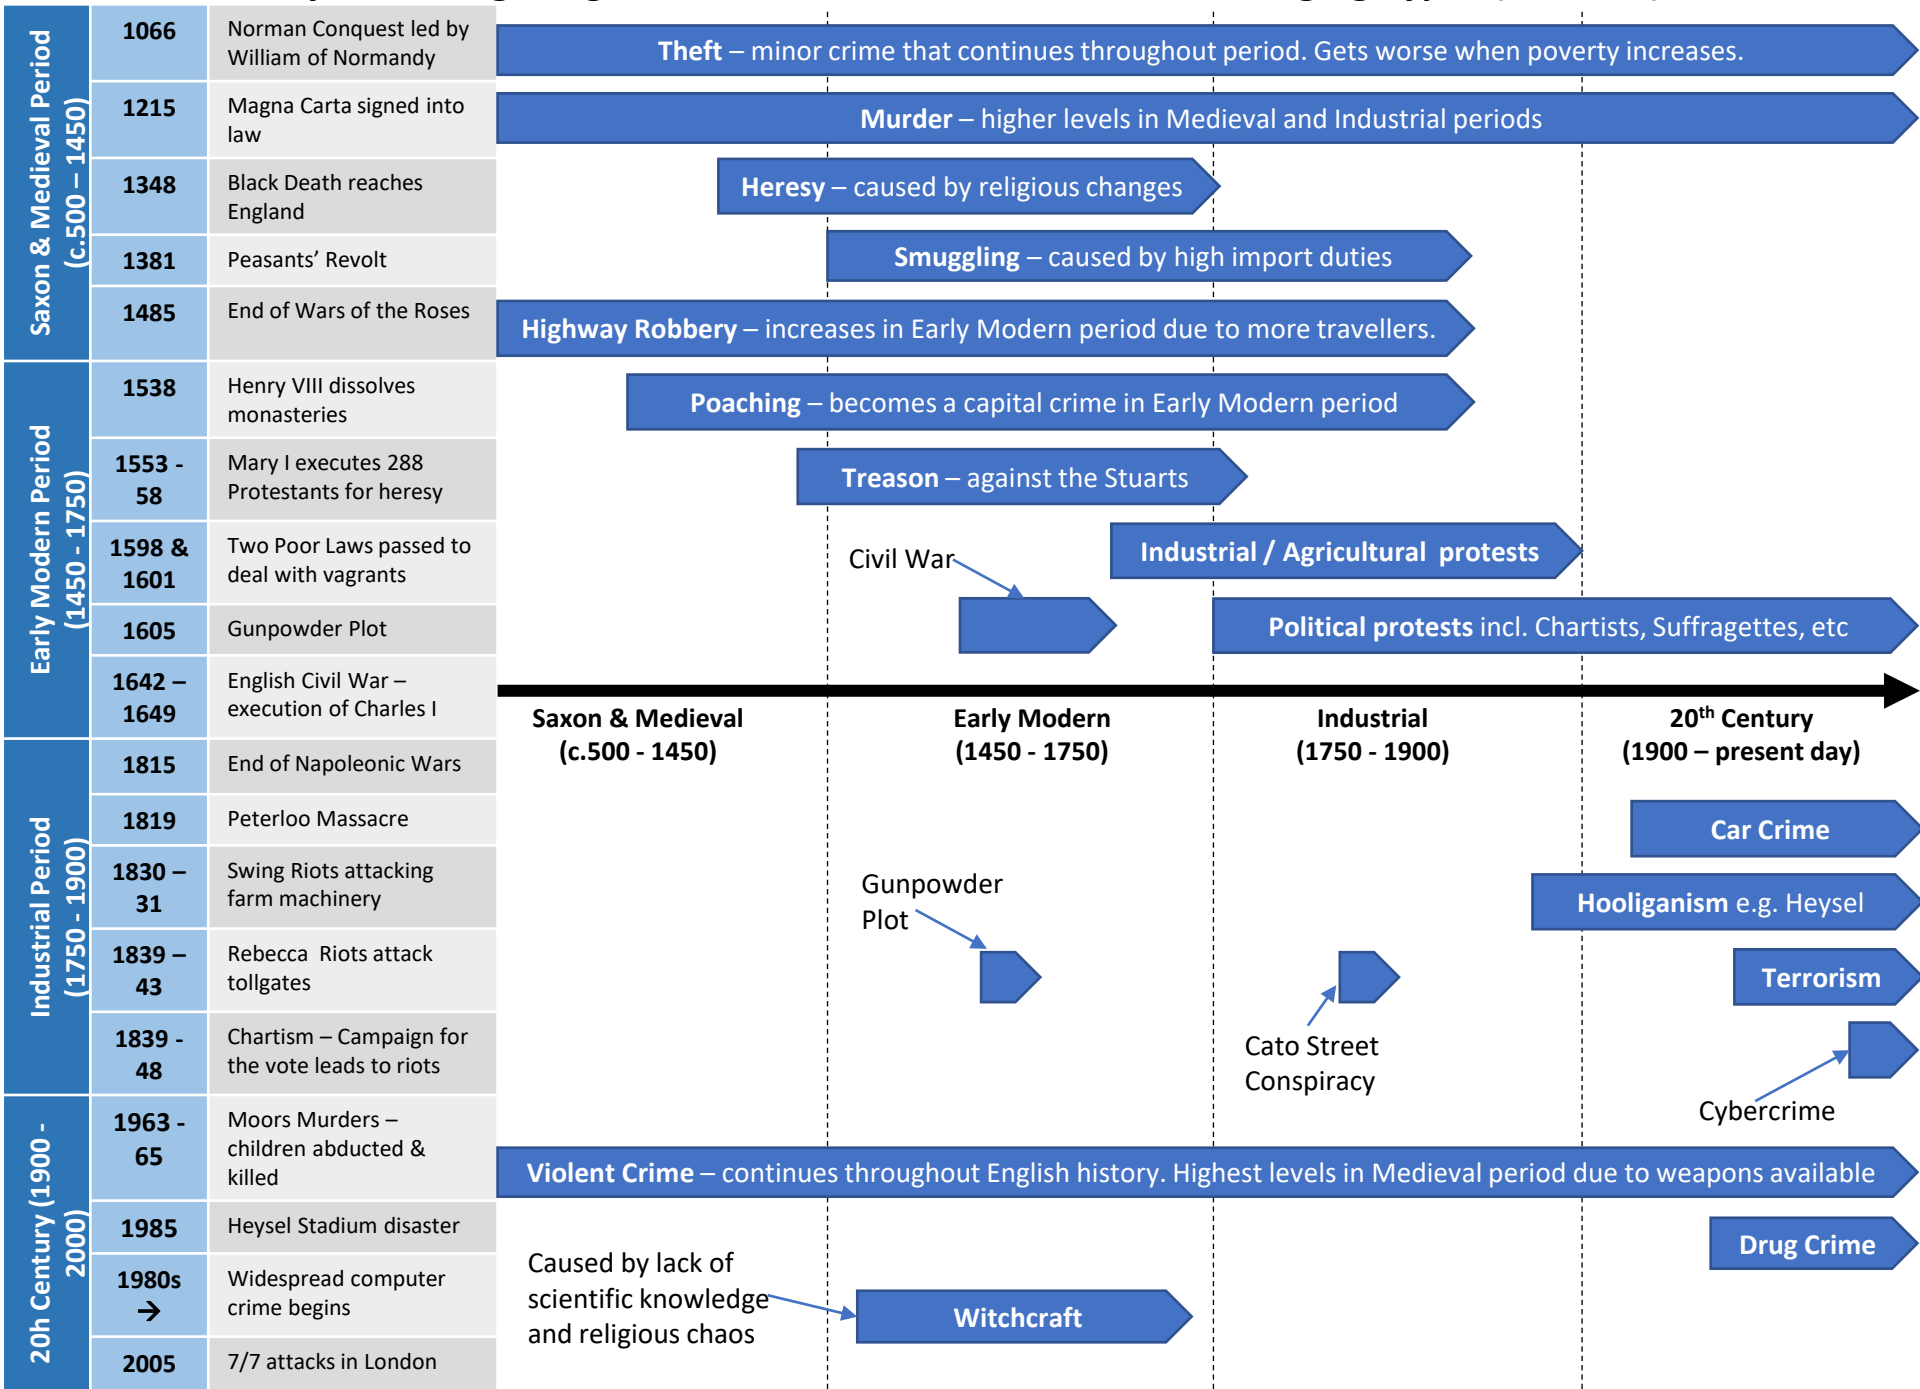 Saxon & Medieval Period
(c.500 – 1450)
1066
Norman Conquest led by
William of Normandy
1215
Magna Carta signed into
law
1348
Black Death reaches
England
1381
Peasants’ Revolt
1485
End of Wars of the Roses
Early Modern Period
(1450 - 1750)
1538
Henry VIII dissolves
monasteries
1553 -
58
Mary I executes 288
Protestants for heresy
1598 &
1601
Two Poor Laws passed to
deal with vagrants
1605
Gunpowder Plot
1642 –
1649
English Civil War –
execution of Charles I
Industrial Period
(1750 - 1900)
1815
End of Napoleonic Wars
1819
Peterloo Massacre
1830 –
31
Swing Riots attacking
farm machinery
1839 –
43
Rebecca  Riots attack
tollgates
1839 -
48
Chartism – Campaign for
the vote leads to riots
20h Century (1900 -
2000)
1963 -
65
Moors Murders –
children abducted &
killed
1985
Heysel Stadium disaster
1980s
→
Widespread computer
crime begins
2005
7/7 attacks in London
Theft – minor crime that continues throughout period. Gets worse when poverty increases.
Murder – higher levels in Medieval and Industrial periods
Heresy – caused by religious changes
Smuggling – caused by high import duties
Highway Robbery – increases in Early Modern period due to more travellers.
Poaching – becomes a capital crime in Early Modern period
Treason – against the Stuarts
Industrial / Agricultural  protests
Civil War
Political protests incl. Chartists, Suffragettes, etc
Saxon & Medieval
(c.500 - 1450)
Early Modern
(1450 - 1750)
Industrial
(1750 - 1900)
20th Century
(1900 – present day)
Car Crime
Hooliganism e.g. Heysel
Gunpowder
Plot
Terrorism
Cato Street
Conspiracy
Cybercrime
Violent Crime – continues throughout English history. Highest levels in Medieval period due to weapons available
Drug Crime
Caused by lack of
scientific knowledge
and religious chaos
Witchcraft